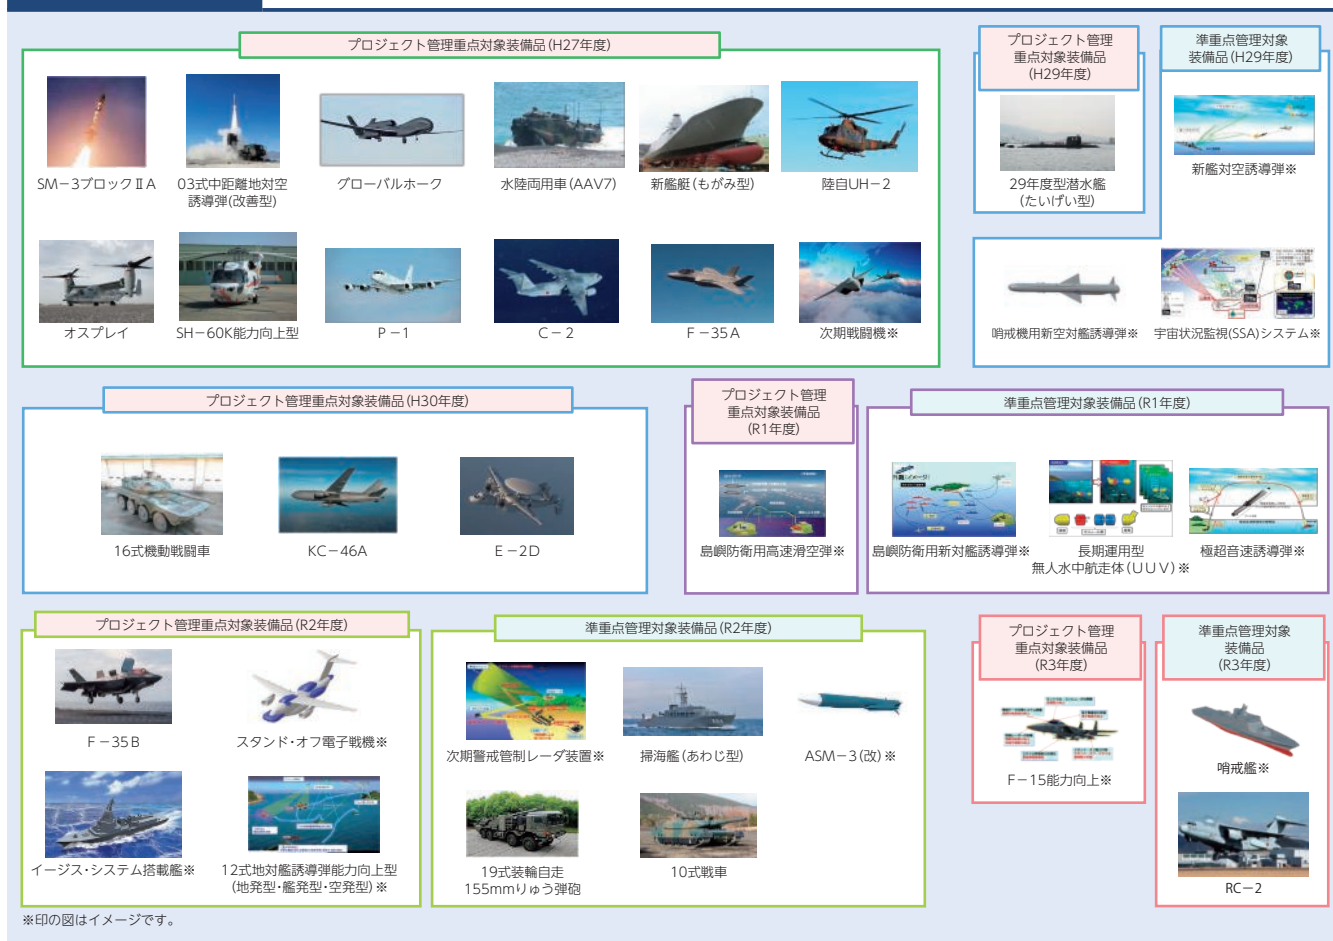 プロジェクト管理重点対象装備品(H27年度)
SM−3ブロックⅡA
03式中距離地対空
誘導弾(改善型)
グローバルホーク
水陸両用車(AAV7)
新艦艇(もがみ型)
陸自UH−2
オスプレイ
SH−60K能力向上型
P−1
C−2
F−35A
次期戦闘機※
プロジェクト管理
重点対象装備品
(H29年度)
29年度型潜水艦
(たいげい型)
準重点管理対象
装備品(H29年度)
新艦対空誘導弾※
哨戒機用新空対艦誘導弾※
宇宙状況監視(SSA)システム※
プロジェクト管理重点対象装備品(H30年度)
16式機動戦闘車
KC−46A
E−2D
プロジェクト管理
重点対象装備品
(R1年度)
島嶼防衛用高速滑空弾※
準重点管理対象装備品(R1年度)
島嶼防衛用新対艦誘導弾※
長期運用型
無人水中航走体(UUV)※
極超音速誘導弾※
プロジェクト管理重点対象装備品(R2年度)
F−35B
スタンド・オフ電子戦機※
イージス・システム搭載艦※
12式地対艦誘導弾能力向上型
(地発型・艦発型・空発型)※
準重点管理対象装備品(R2年度)
次期警戒管制レーダ装置※
掃海艦(あわじ型)
ASM−3(改)※
19式装輪自走
155mmりゅう弾砲
10式戦車
プロジェクト管理
重点対象装備品
(R3年度)
F−15能力向上※
準重点管理対象
装備品
(R3年度)
哨戒艦※
RC−2
※印の図はイメージです。